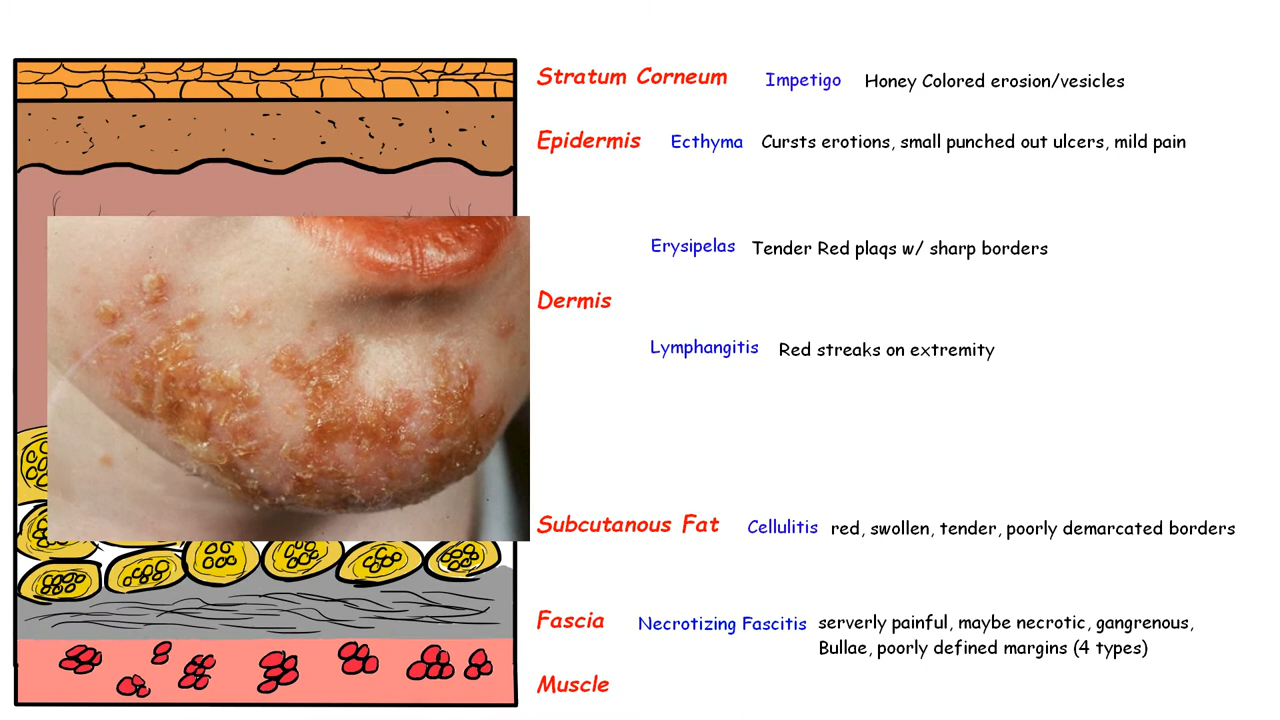 Stratum Corneum Impetigo Honey Colored erosion/vesicles
Epidermis Ecthyma Cursts erotions, small punched out ulcers, mild pain
Erysipelas Tender Red plaqs w/ sharp borders
Dermis
Lymphangitis Red streaks on extremity
Subcutanous Fat Cellulitis red, swollen, tender, poorly demarcated borders
Fascia Necrotizing Fascitis serverly painful, maybe necrotic, gangrenous,
Bullae, poorly defined margins (4 types)
Muscle